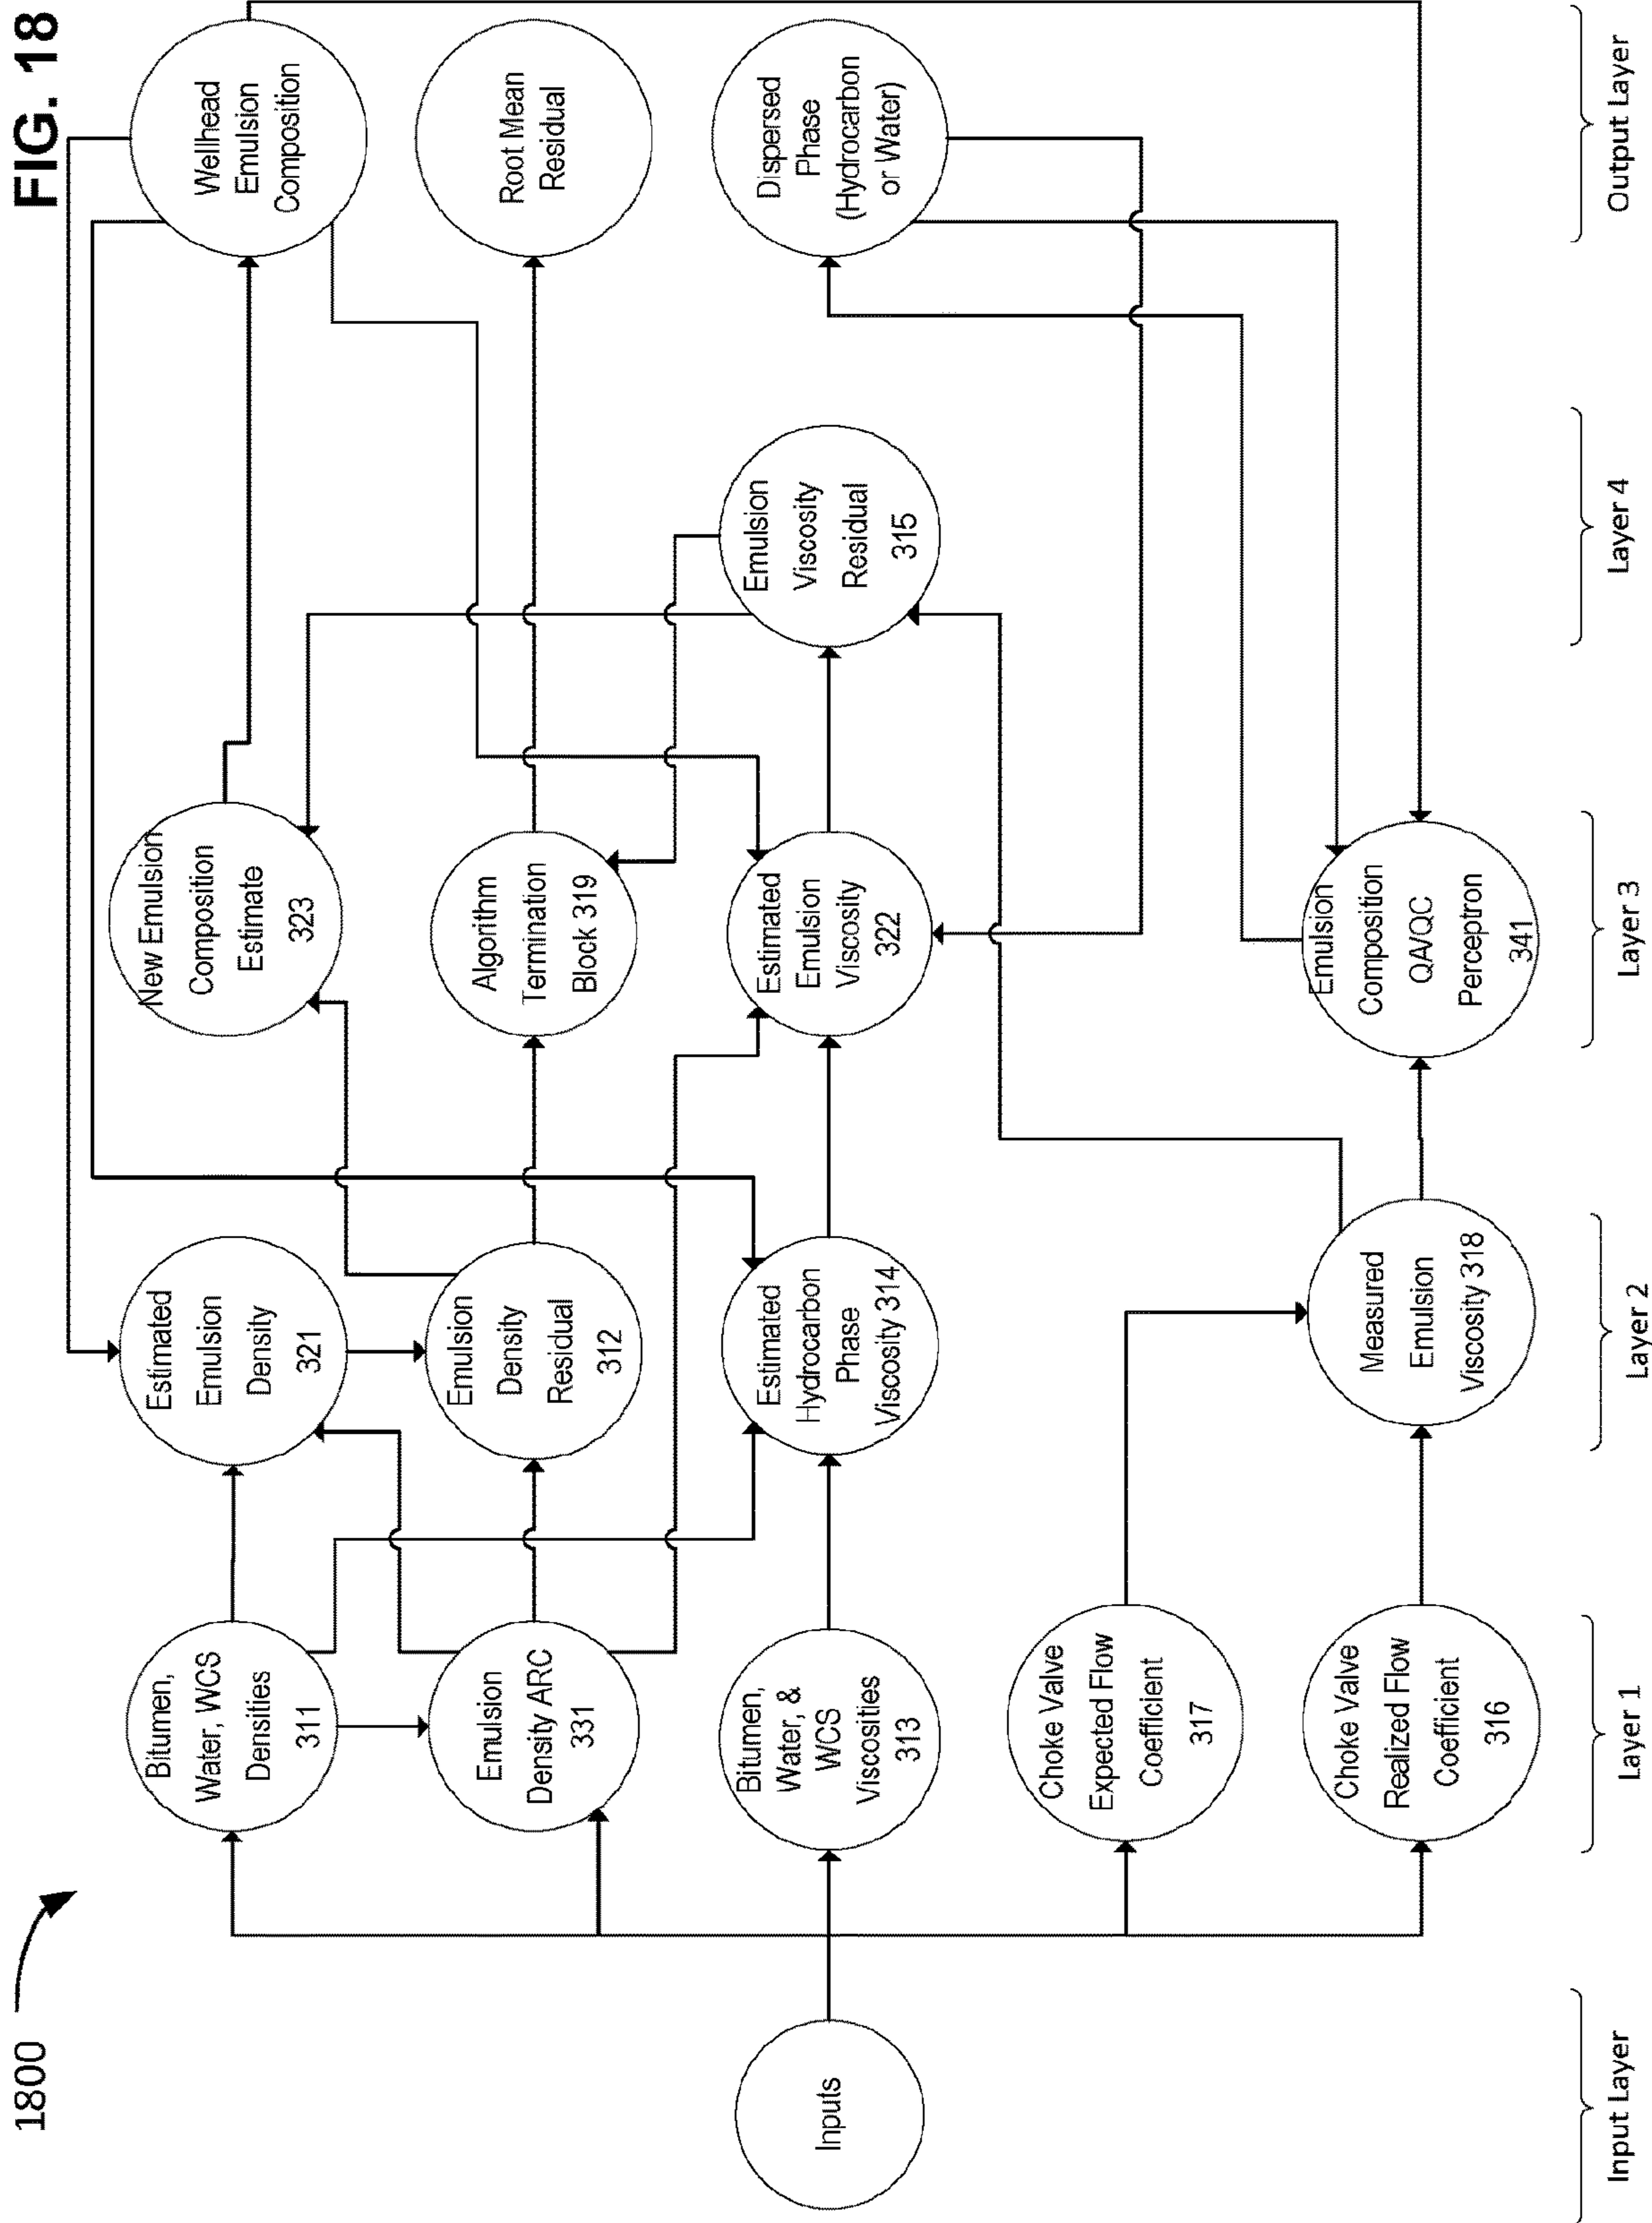 FIG. 18
1800
Inputs
Bitumen,
Water, WCS
Densities
311
Emulsion
Density ARC
331
Bitumen,
Water, &
WCS
Viscosities
313
Choke Valve
Expected Flow
Coefficient
317
Choke Valve
Realized Flow
Coefficient
316
Estimated
Emulsion
Density
321
Emulsion
Density
Residual
312
Estimated
Hydrocarbon
Phase
Viscosity 314
Measured
Emulsion
Viscosity 318
New Emulsion
Composition
Estimate
323
Algorithm
Termination
Block 319
Estimated
Emulsion
Viscosity
322
Emulsion
Composition
QA/QC
Perceptron
341
Emulsion
Viscosity
Residual
315
Wellhead
Emulsion
Composition
Root Mean
Residual
Dispersed
Phase
(Hydrocarbon
or Water)
Input Layer
Layer 1
Layer 2
Layer 3
Layer 4
Output Layer